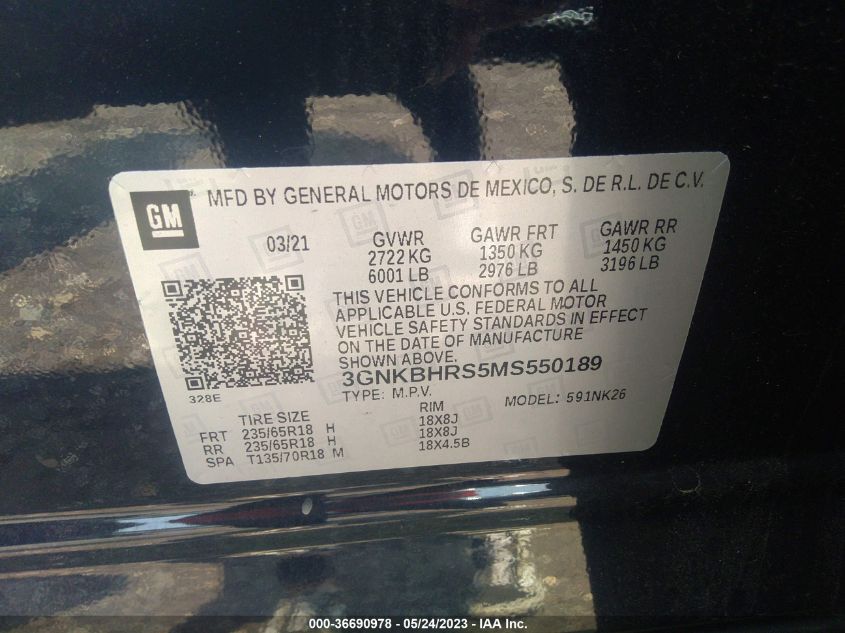 GM
MFD BY GENERAL MOTORS DE MEXICO, S. DE R.L. DE C.V.
03/21 GVWR GAWR FRT GAWR RR
2722 KG 1350 KG 1450 KG
6001 LB 2976 LB 3196 LB
THIS VEHICLE CONFORMS TO ALL
APPLICABLE U.S. FEDERAL MOTOR
VEHICLE SAFETY STANDARDS IN EFFECT
ON THE DATE OF MANUFACTURE
SHOWN ABOVE.
3GNKBHRS5MS550189
328E
TYPE: M.P.V. MODEL: 591NK26
TIRE SIZE RIM
FRT 235/65R18 H 18X8J
RR 235/65R18 H 18X8J
SPA T135/70R18 M 18X4.5B
000-36690978 - 05/24/2023 - IAA Inc.